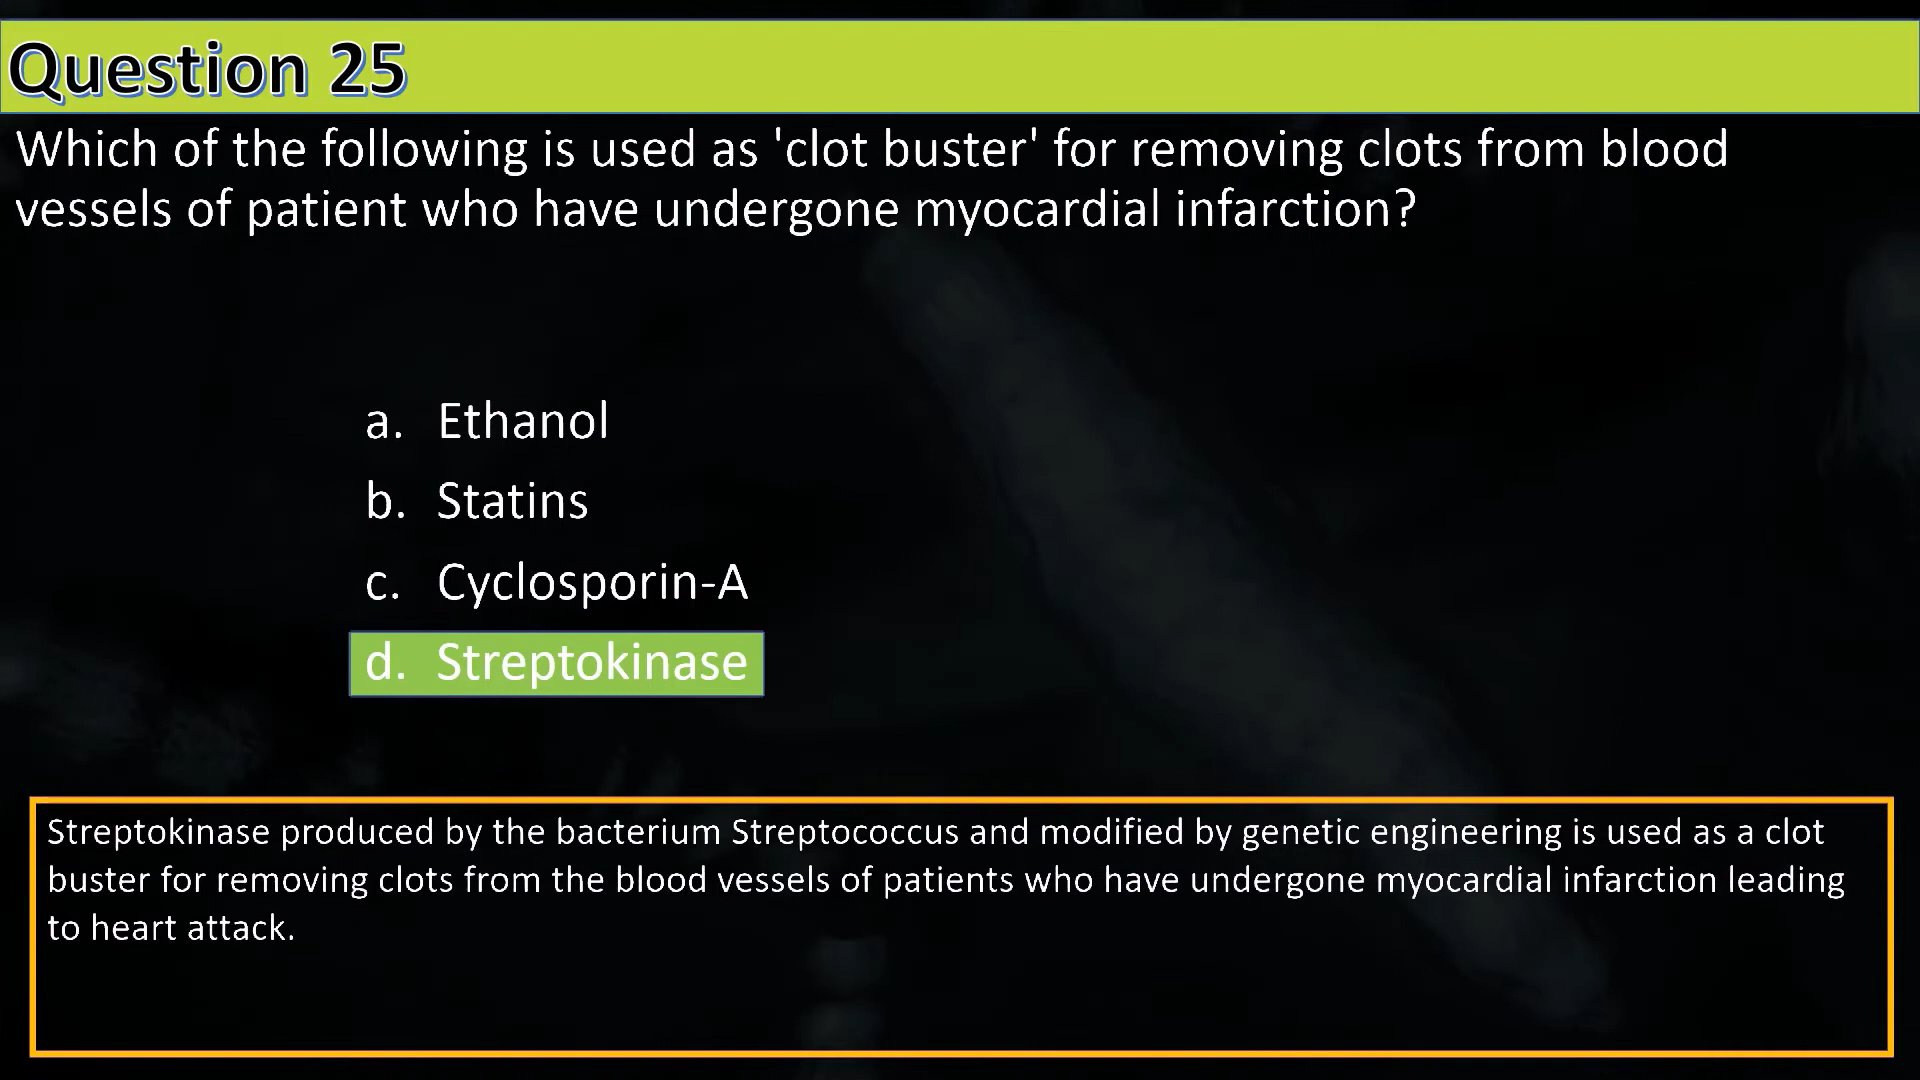 Question 25
Which of the following is used as 'clot buster' for removing clots from blood
vessels of patient who have undergone myocardial infarction?
a. Ethanol
b. Statins
c. Cyclosporin-A
d. Streptokinase
Streptokinase produced by the bacterium Streptococcus and modified by genetic engineering is used as a clot
buster for removing clots from the blood vessels of patients who have undergone myocardial infarction leading
to heart attack.